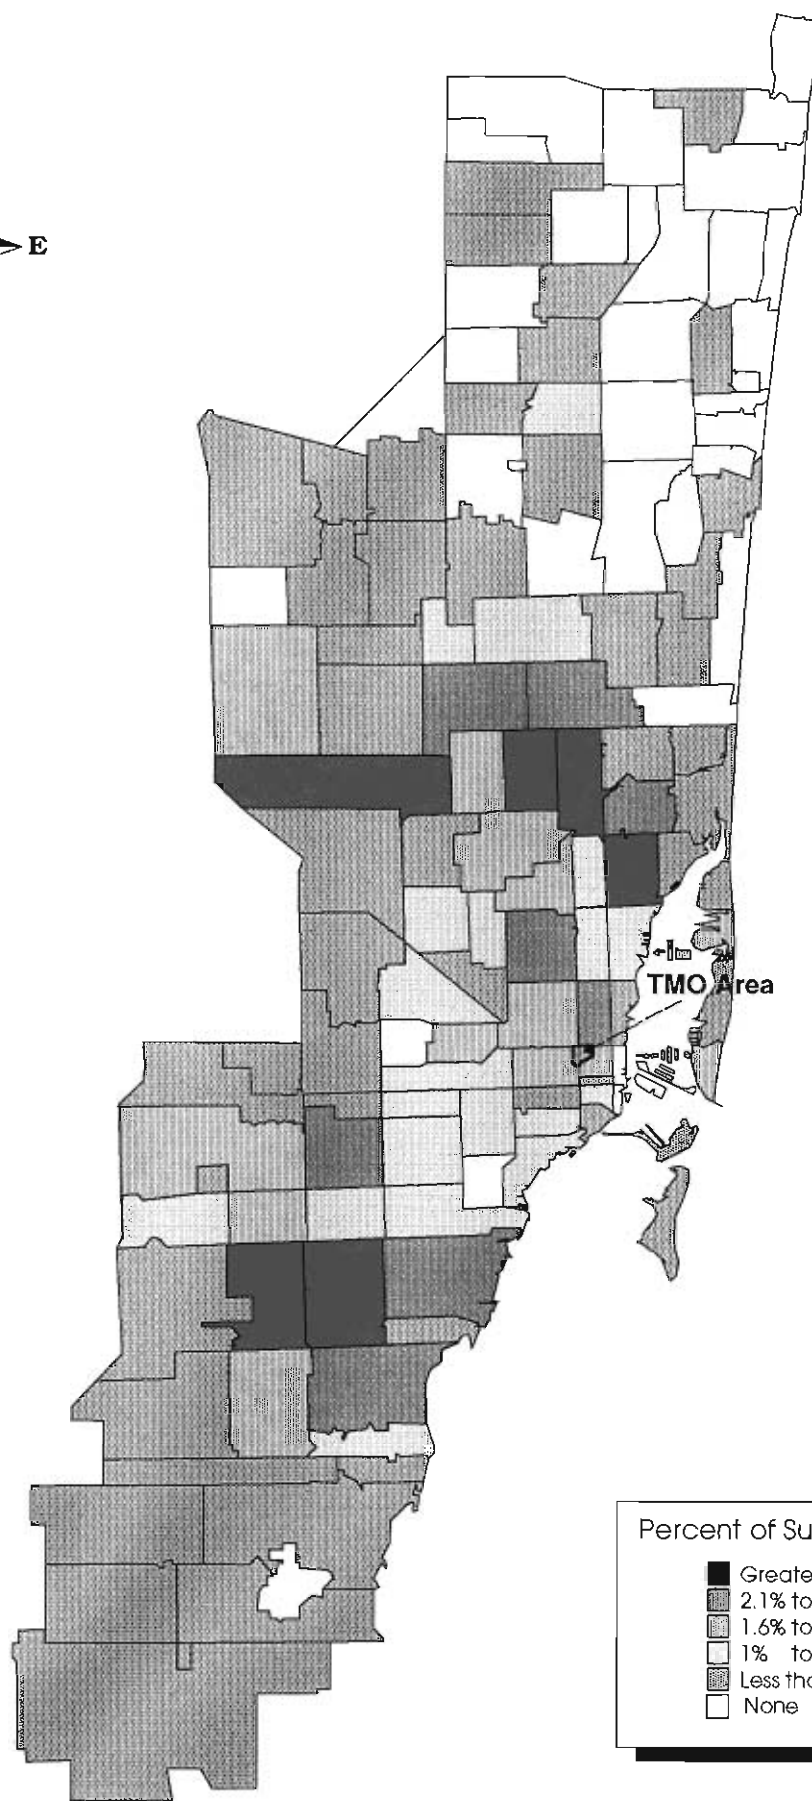 E
TMO Area
Percent of Su
Greate
2.1% to
1.6% to
1% to
Less tha
None